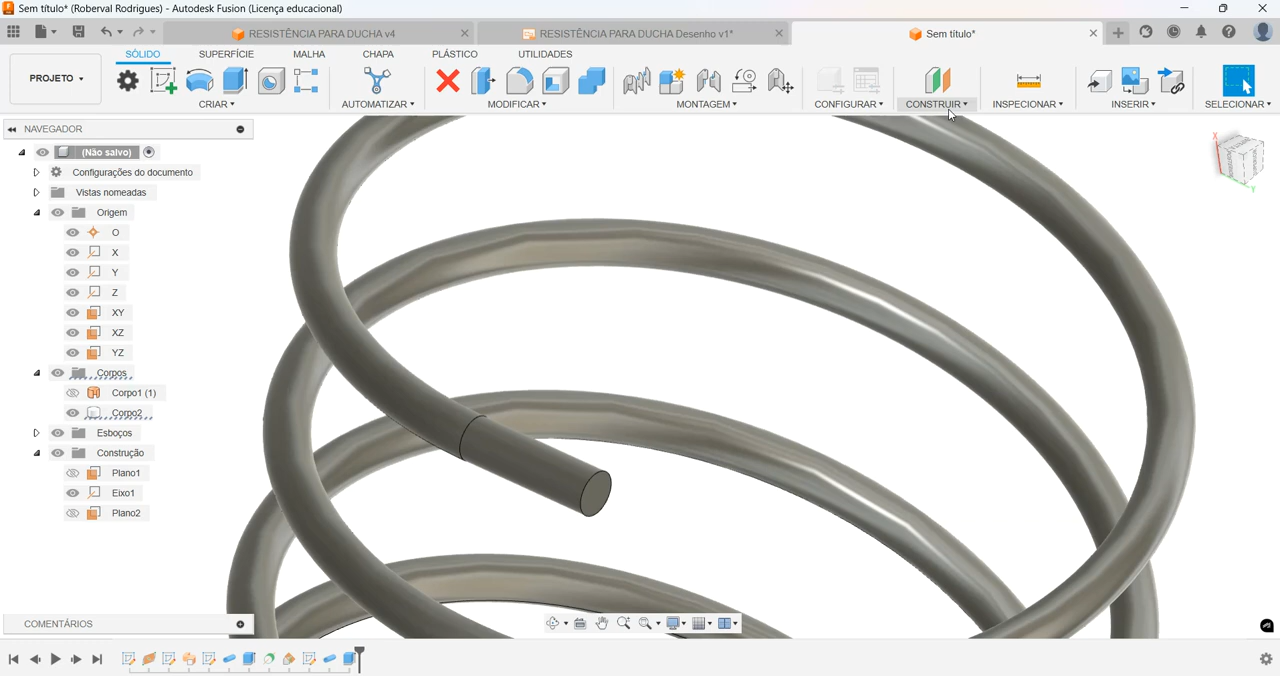 Sem título* (Roberval Rodrigues) - Autodesk Fusion (Licença educacional)
RESISTÊNCIA PARA DUCHA v4
RESISTÊNCIA PARA DUCHA Desenho v1*
Sem título*
SÓLIDO SUPERFÍCIE MALHA CHAPA PLÁSTICO UTILIDADES
PROJETO
CRIAR AUTOMATIZAR MODIFICAR MONTAGEM CONFIGURAR CONSTRUIR INSPECIONAR INSERIR SELECIONAR
NAVEGADOR
(Não salvo)
Configurações do documento
Vistas nomeadas
Origem
O
X
Y
Z
XY
XZ
YZ
Corpos
Corpo1 (1)
Corpo2
Esboços
Construção
Plano1
Eixo1
Plano2
X
Y
COMENTÁRIOS